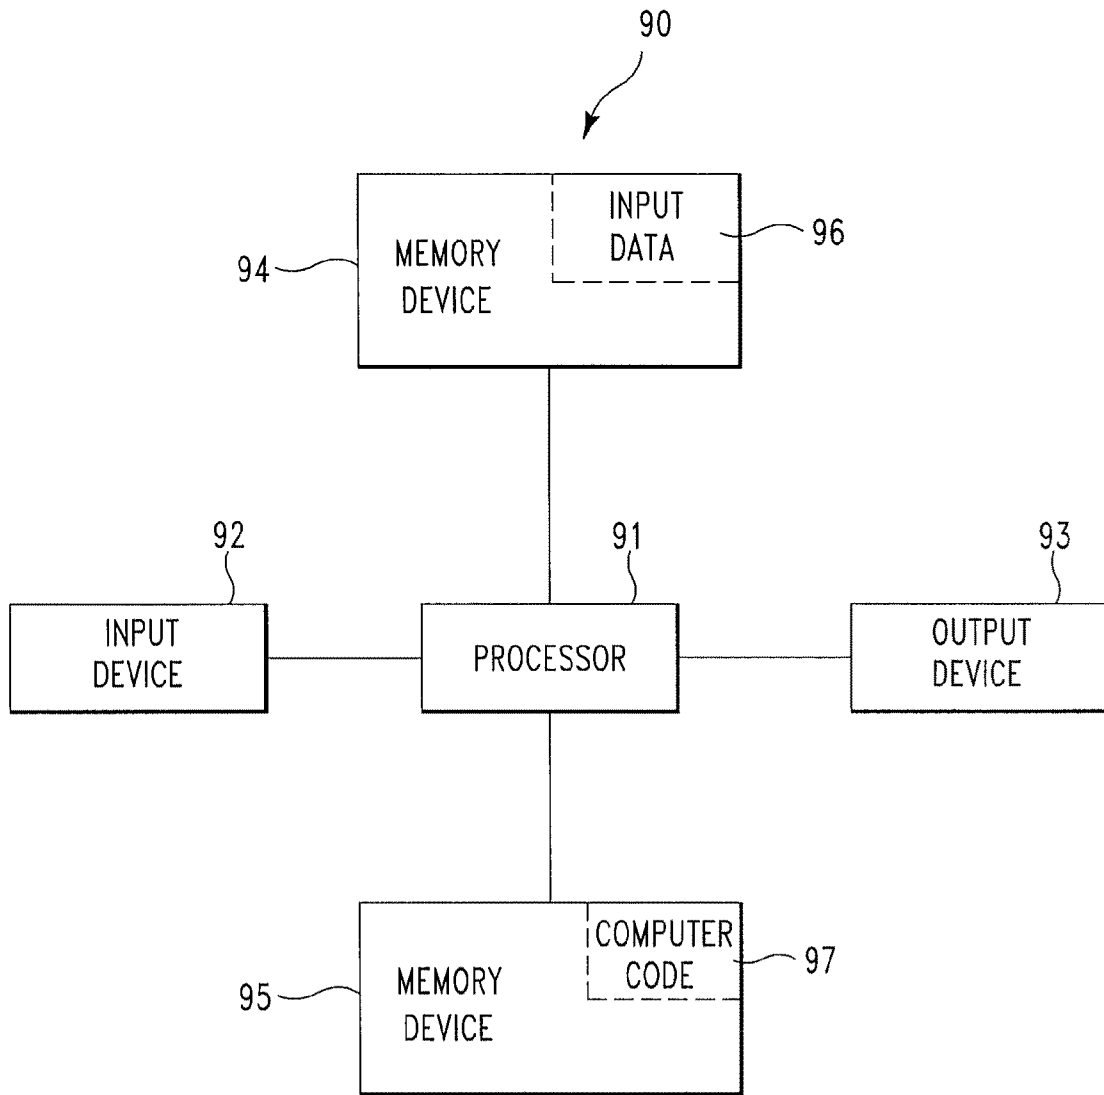 90
INPUT
DATA
96
94
MEMORY
DEVICE
92
91
93
INPUT
DEVICE
PROCESSOR
OUTPUT
DEVICE
COMPUTER
CODE
97
95
MEMORY
DEVICE